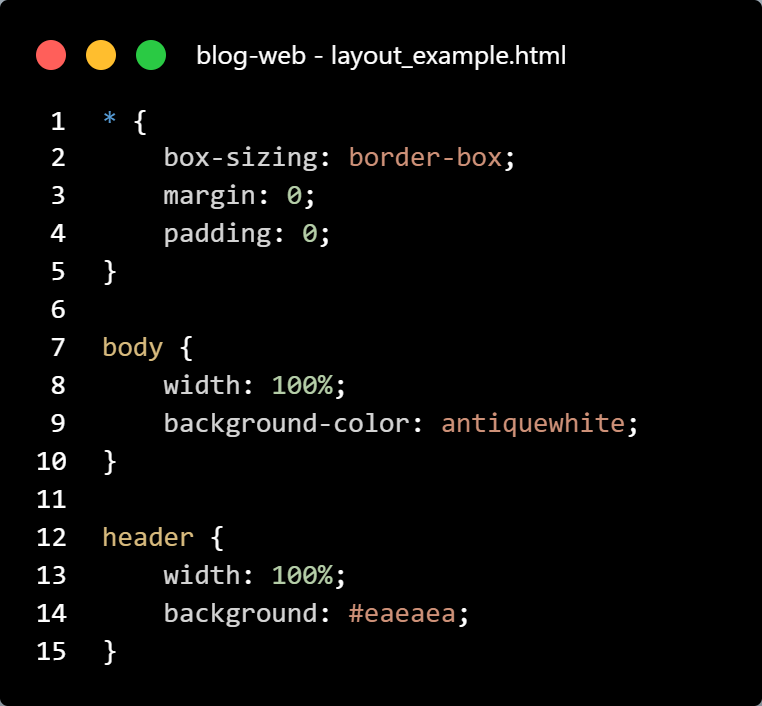 blog-web - layout_example.html
1 * {
2     box-sizing: border-box;
3     margin: 0;
4     padding: 0;
5 }
6
7 body {
8     width: 100%;
9     background-color: antiquewhite;
10 }
11
12 header {
13     width: 100%;
14     background: #eaeaea;
15 }